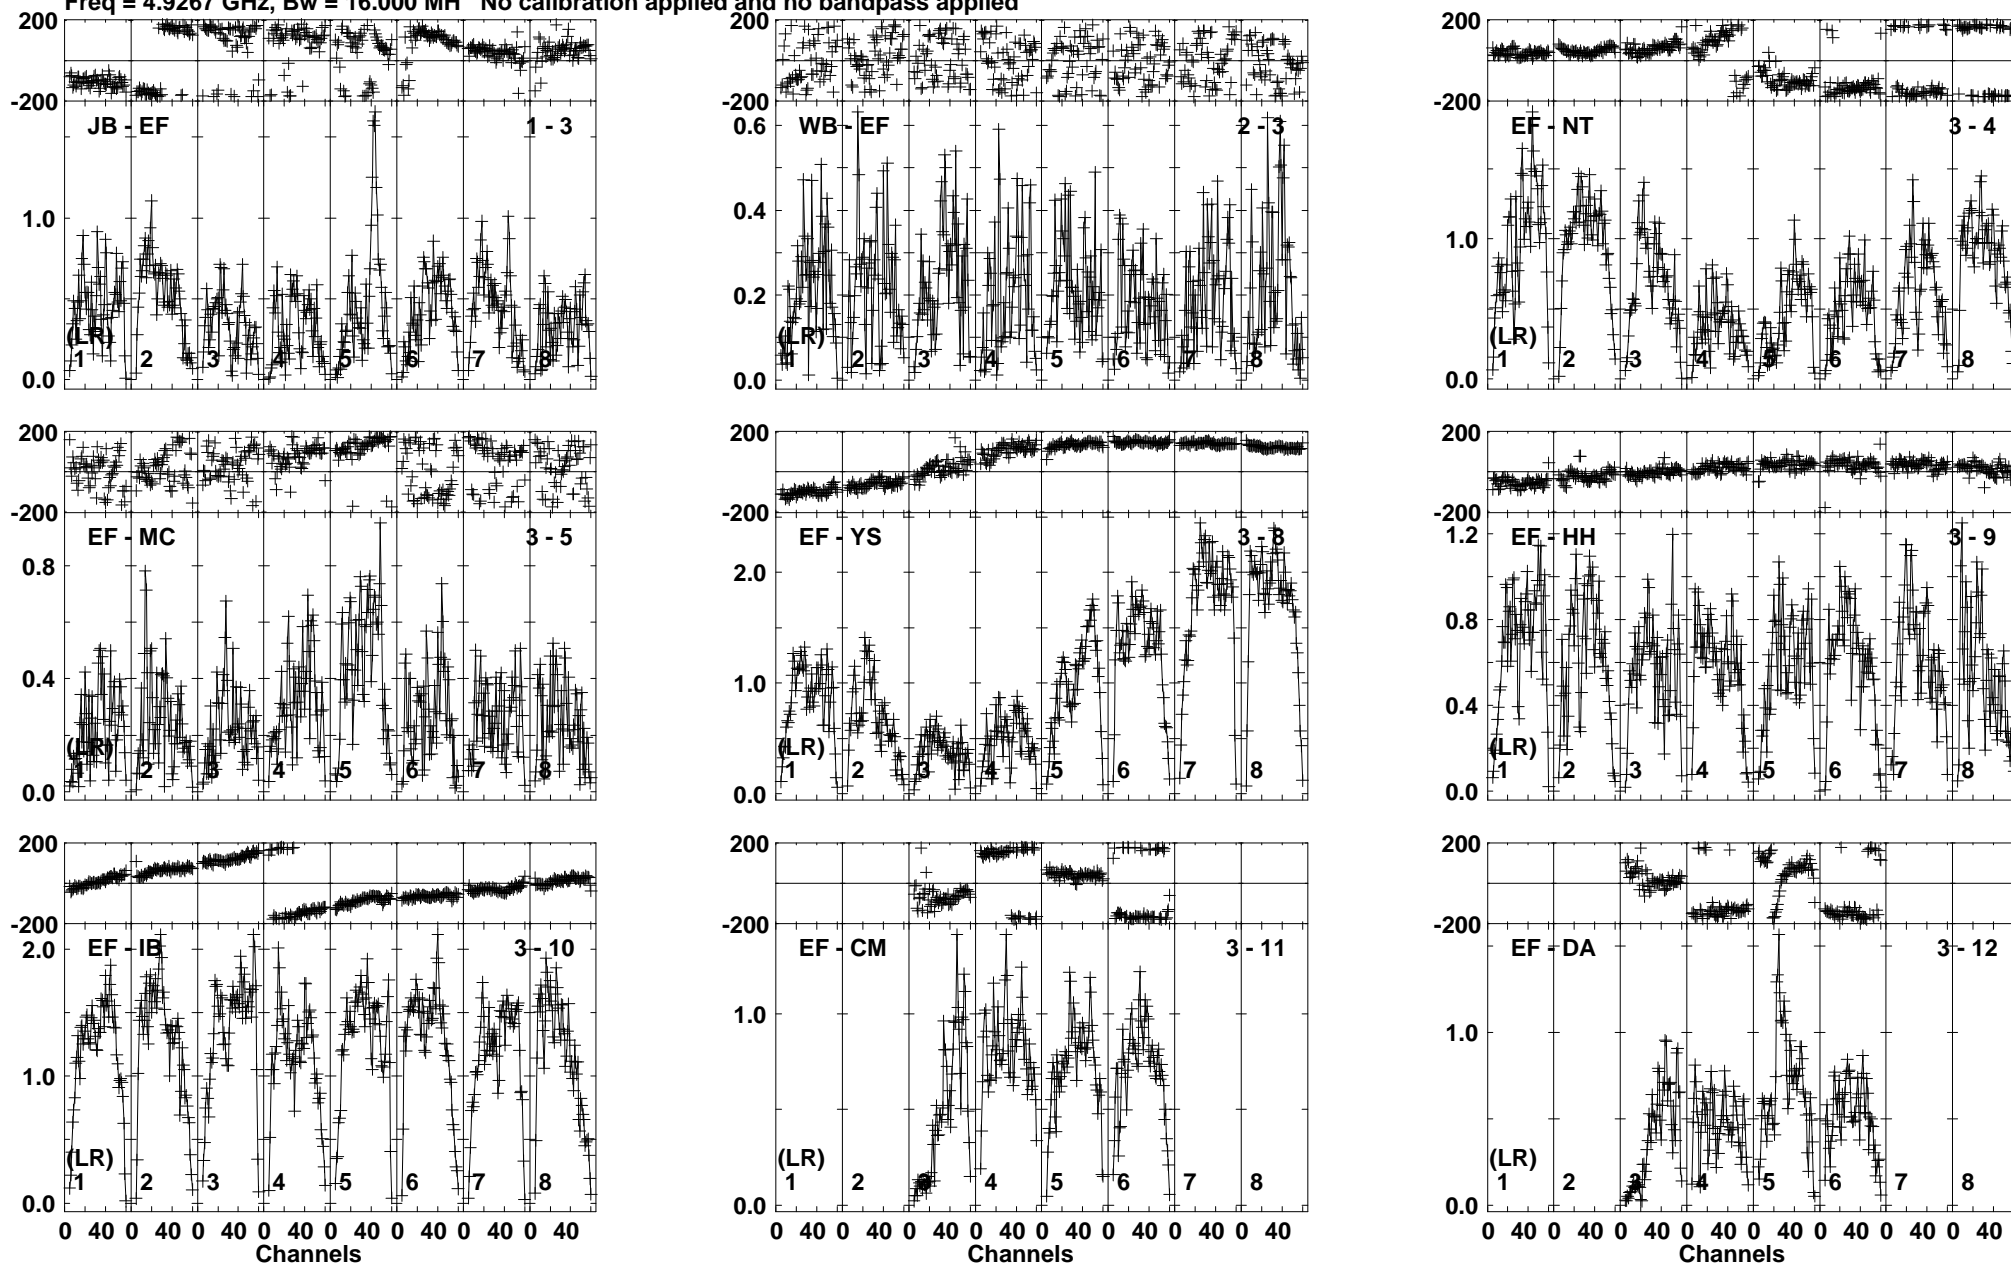 Freq = 4.9267 GHz, Bw = 16.000 MH No calibration applied and no bandpass applied
200
-200
JB - EF 1 - 3
1.0
0.0
(LR)
1 2 3 4 5 6 7 8
200
-200
WB - EF 2 - 3
0.6
0.4
0.2
0.0
(LR)
1 2 3 4 5 6 7 8
200
-200
EF - NT 3 - 4
1.0
0.0
(LR)
1 2 3 4 5 6 7 8
200
-200
EF - MC 3 - 5
0.8
0.4
0.0
(LR)
1 2 3 4 5 6 7 8
200
-200
EF - YS 3 - 8
2.0
1.0
0.0
(LR)
1 2 3 4 5 6 7 8
200
-200
EF - HH 3 - 9
1.2
0.8
0.4
0.0
(LR)
1 2 3 4 5 6 7 8
200
-200
EF - IB 3 - 10
2.0
1.0
0.0
(LR)
1 2 3 4 5 6 7 8
0 40 0 40 0 40 0 40 0 40 0 40 0 40 0 40
Channels
200
-200
EF - CM 3 - 11
1.0
0.0
(LR)
1 2 3 4 5 6 7 8
0 40 0 40 0 40 0 40 0 40 0 40 0 40 0 40
Channels
200
-200
EF - DA 3 - 12
1.0
0.0
(LR)
1 2 3 4 5 6 7 8
0 40 0 40 0 40 0 40 0 40 0 40 0 40 0 40
Channels